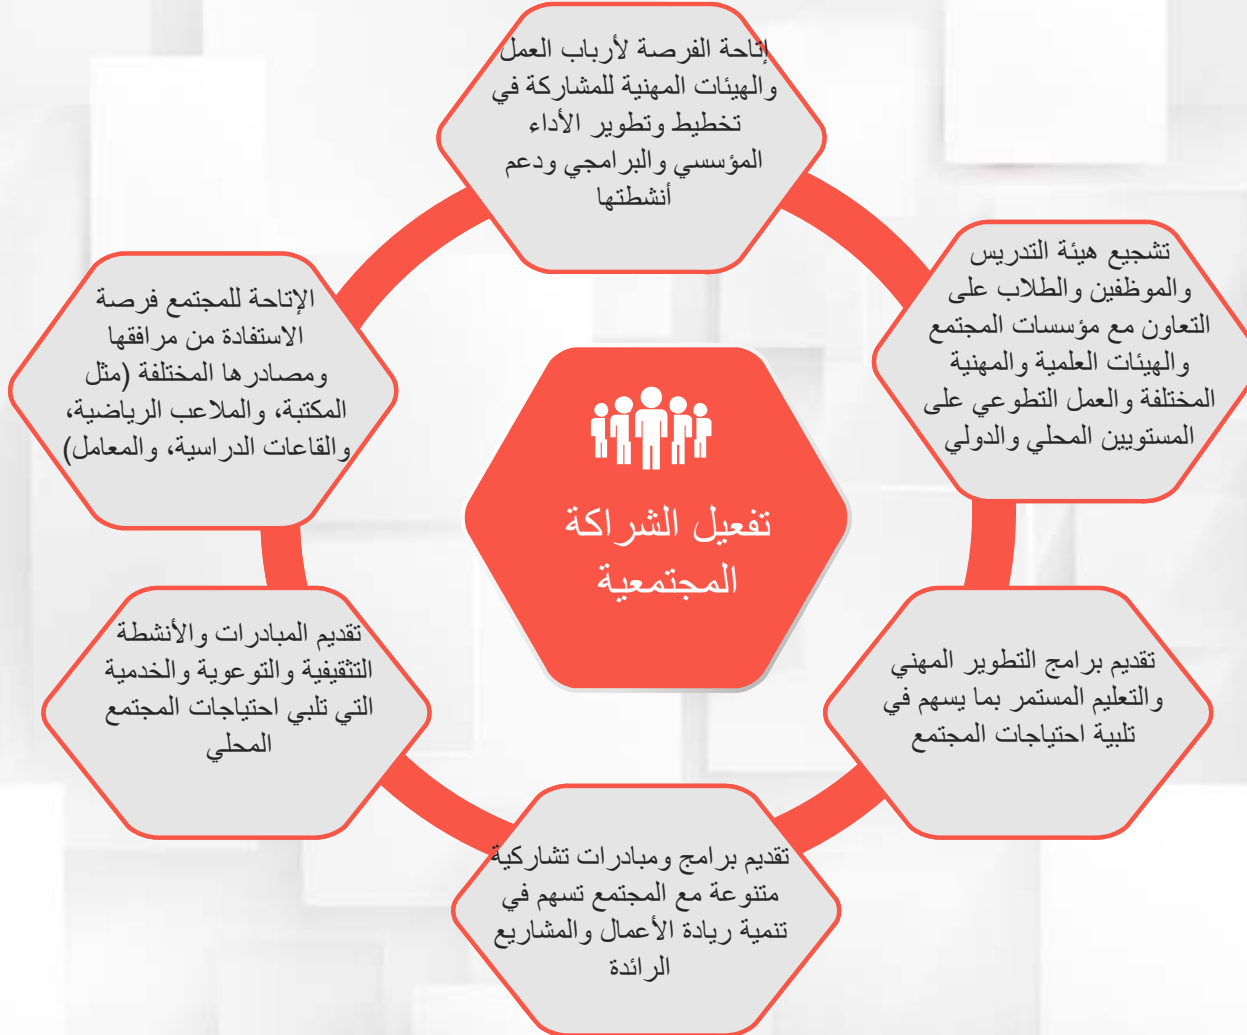 إتاحة الفرصة لأرباب العمل
والهيئات المهنية للمشاركة في
تخطيط وتطوير الأداء
المؤسسي والبرامجي ودعم
أنشطتها
تشجيع هيئة التدريس
والموظفين والطلاب على
التعاون مع مؤسسات المجتمع
والهيئات العلمية والمهنية
المختلفة والعمل التطوعي على
المستويين المحلي والدولي
الإتاحة للمجتمع فرصة
الاستفادة من مرافقها
ومصادرها المختلفة (مثل
المكتبة، والملاعب الرياضية،
والقاعات الدراسية، والمعامل)
تفعيل الشراكة
المجتمعية
تقديم برامج التطوير المهني
والتعليم المستمر بما يسهم في
تلبية احتياجات المجتمع
تقديم المبادرات والأنشطة
التثقيفية والتوعوية والخدمية
التي تلبي احتياجات المجتمع
المحلي
تقديم برامج ومبادرات تشاركية
متنوعة مع المجتمع تسهم في
تنمية ريادة الأعمال والمشاريع
الرائدة